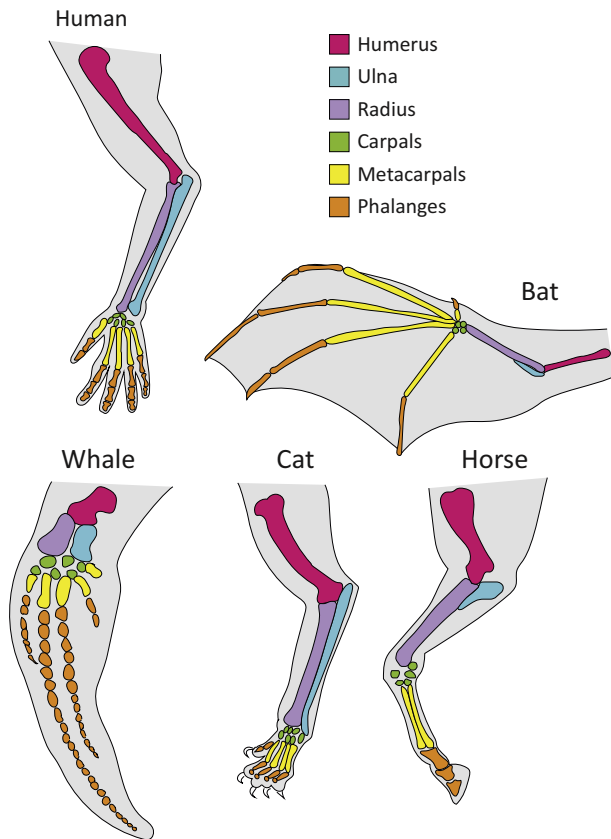 Human
Humerus
Ulna
Radius
Carpals
Metacarpals
Phalanges
Bat
Whale
Cat
Horse